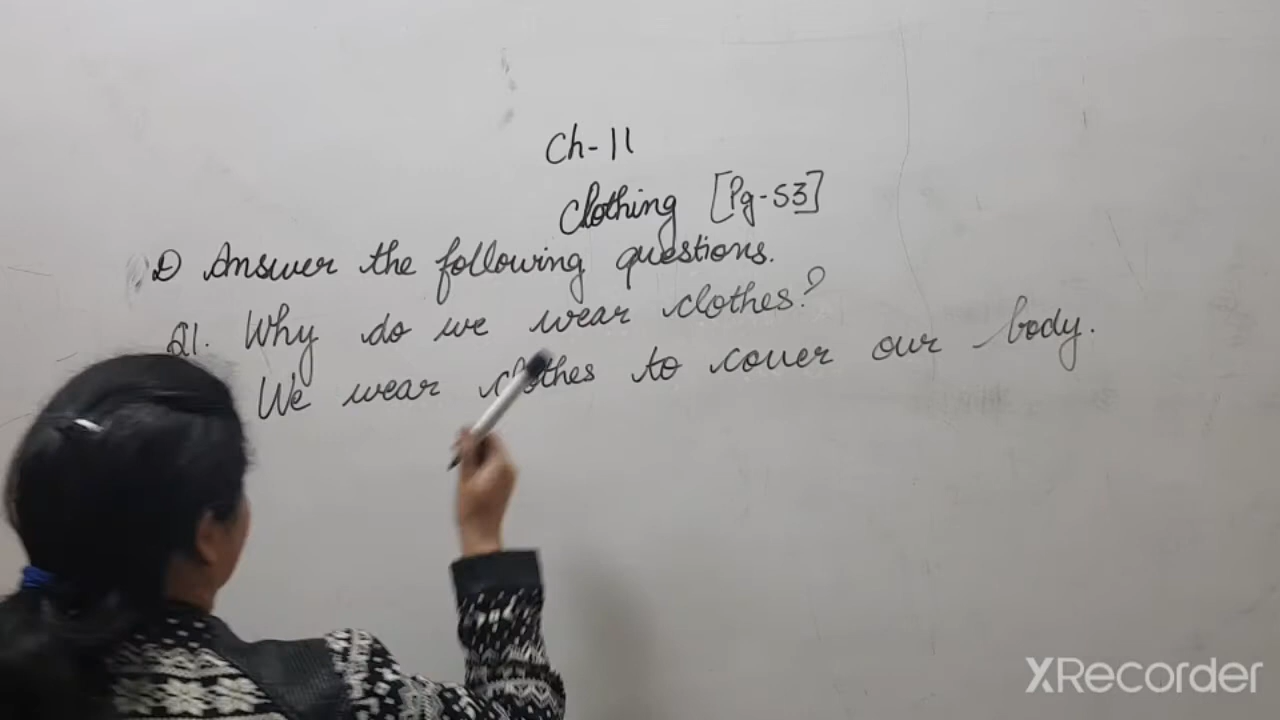 Ch-11
Clothing [Pg-53]
D Answer the following questions.
Q1. Why do we wear clothes?
We wear clothes to cover our body.
XRecorder